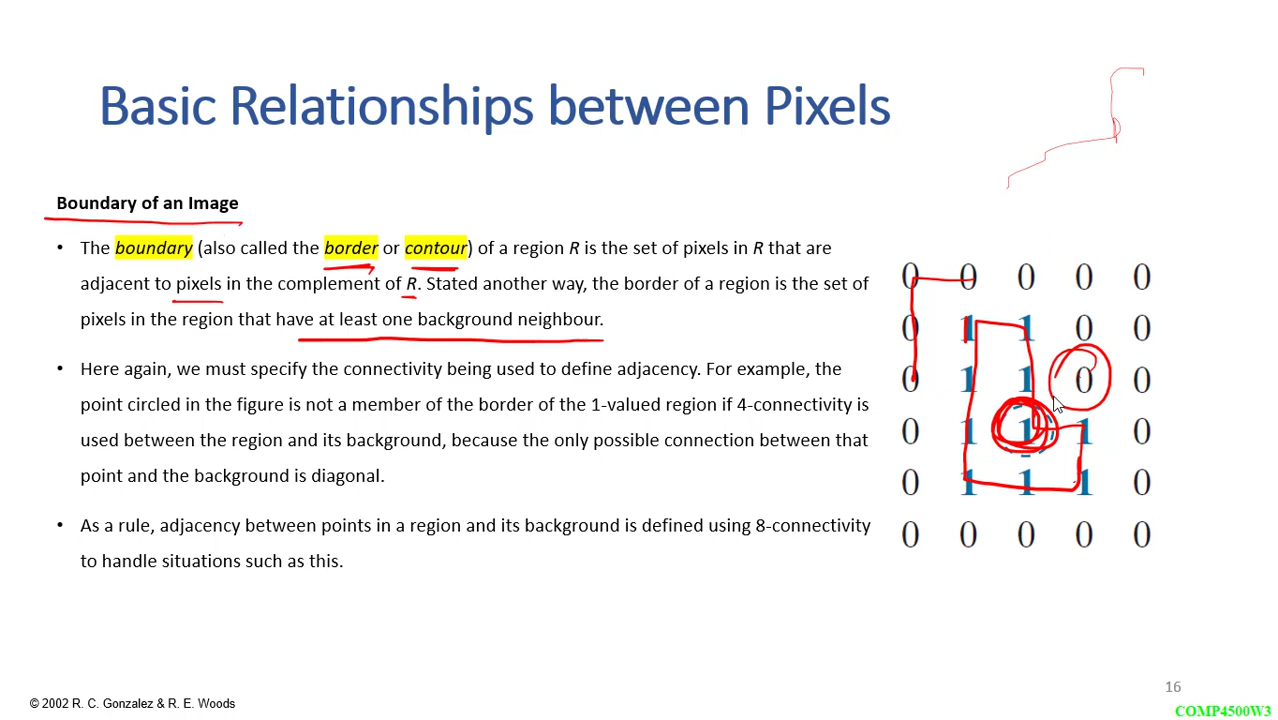 Basic Relationships between Pixels
Boundary of an Image
• The boundary (also called the border or contour) of a region R is the set of pixels in R that are
adjacent to pixels in the complement of R. Stated another way, the border of a region is the set of
pixels in the region that have at least one background neighbour.
• Here again, we must specify the connectivity being used to define adjacency. For example, the
point circled in the figure is not a member of the border of the 1-valued region if 4-connectivity is
used between the region and its background, because the only possible connection between that
point and the background is diagonal.
• As a rule, adjacency between points in a region and its background is defined using 8-connectivity
to handle situations such as this.
0 0 0 0 0
0 1 1 0 0
0 1 1 0 0
0 1 1 1 0
0 1 1 1 0
0 0 0 0 0
16
© 2002 R. C. Gonzalez & R. E. Woods
COMP4500W3